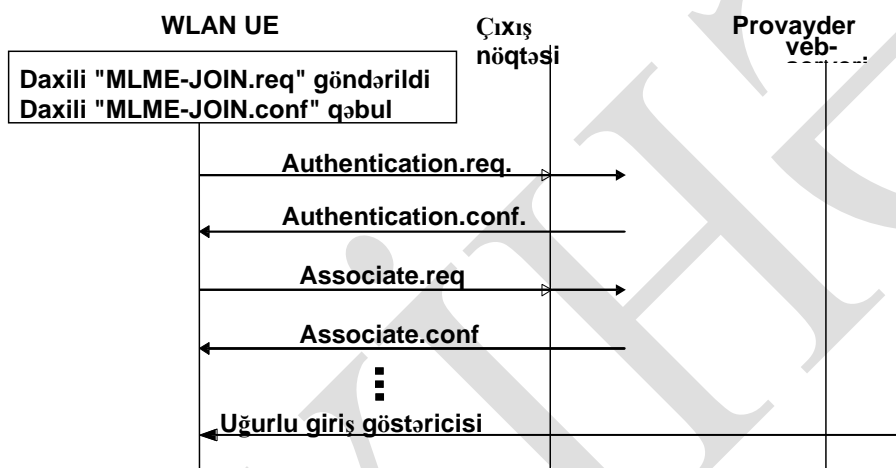 WLAN UE
Çıxış
nöqtəsi
Provayder
veb-
Daxili "MLME-JOIN.req" göndərildi
Daxili "MLME-JOIN.conf" qəbul
Authentication.req.
Authentication.conf.
Associate.req
Associate.conf
Uğurlu giriş göstəricisi